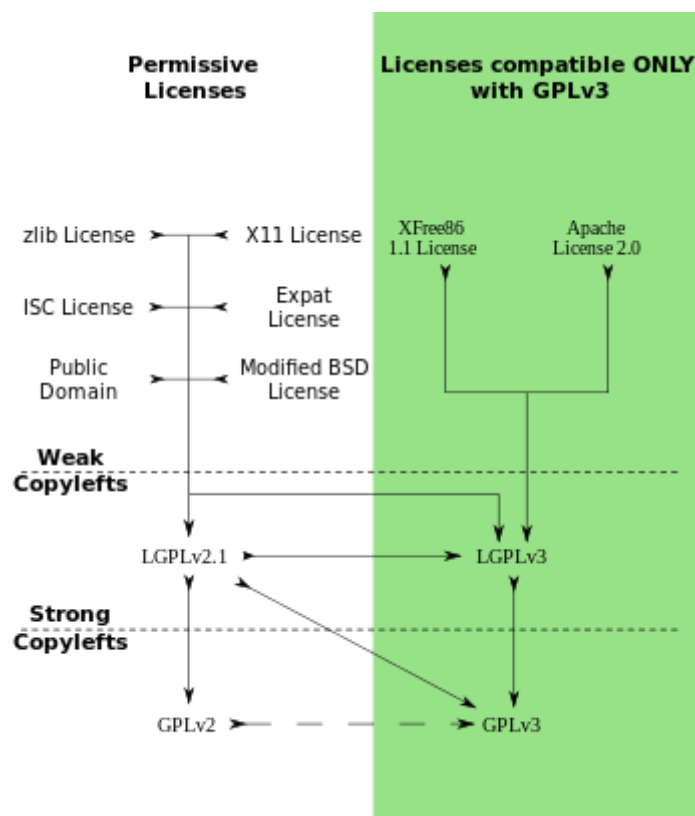 Permissive
Licenses
Licenses compatible ONLY
with GPLv3
zlib License
X11 License
XFree86
1.1 License
Apache
License 2.0
ISC License
Expat
License
Public
Domain
Modified BSD
License
Weak
Copylefts
LGPLv2.1
LGPLv3
Strong
Copylefts
GPLv2
GPLv3